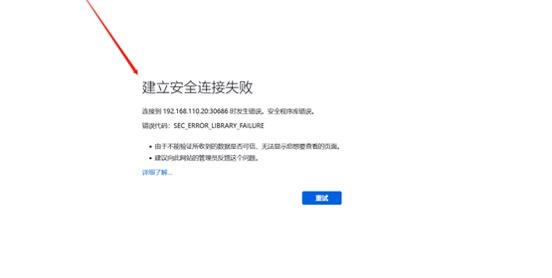 建立安全连接失败
连接到 192.168.110.20:30686 时发生错误。安全程序库错误。
错误代码：SEC_ERROR_LIBRARY_FAILURE
由于不能验证所收到的数据是否可信，无法显示您想要查看的页面。
建议向此网站的管理员反馈这个问题。
详细了解…
重试